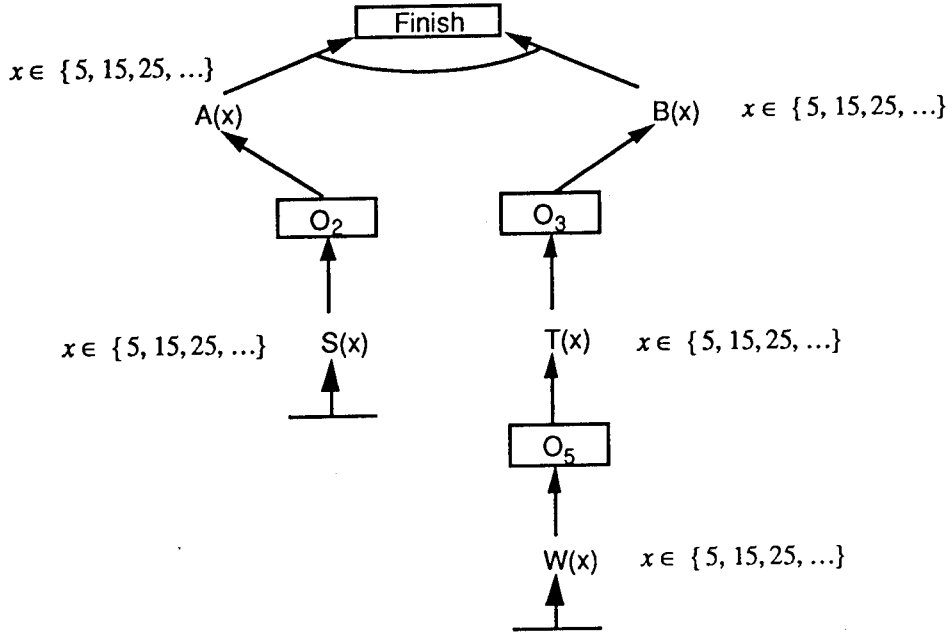 Finish
x ∈ {5, 15, 25, ...}
A(x)
B(x)
x ∈ {5, 15, 25, ...}
O₂
O₃
x ∈ {5, 15, 25, ...}
S(x)
T(x)
x ∈ {5, 15, 25, ...}
O₅
W(x)
x ∈ {5, 15, 25, ...}